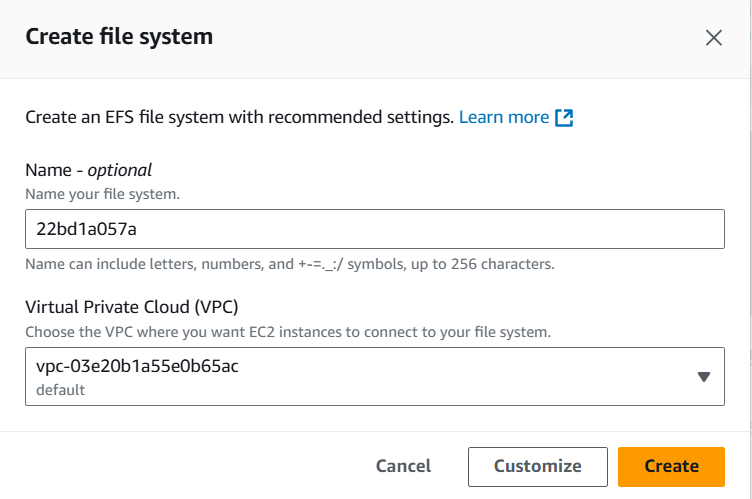 Create file system
Create an EFS file system with recommended settings. Learn more
Name - optional
Name your file system.
22bd1a057a
Name can include letters, numbers, and +-=._:/ symbols, up to 256 characters.
Virtual Private Cloud (VPC)
Choose the VPC where you want EC2 instances to connect to your file system.
vpc-03e20b1a55e0b65ac
default
Cancel
Customize
Create